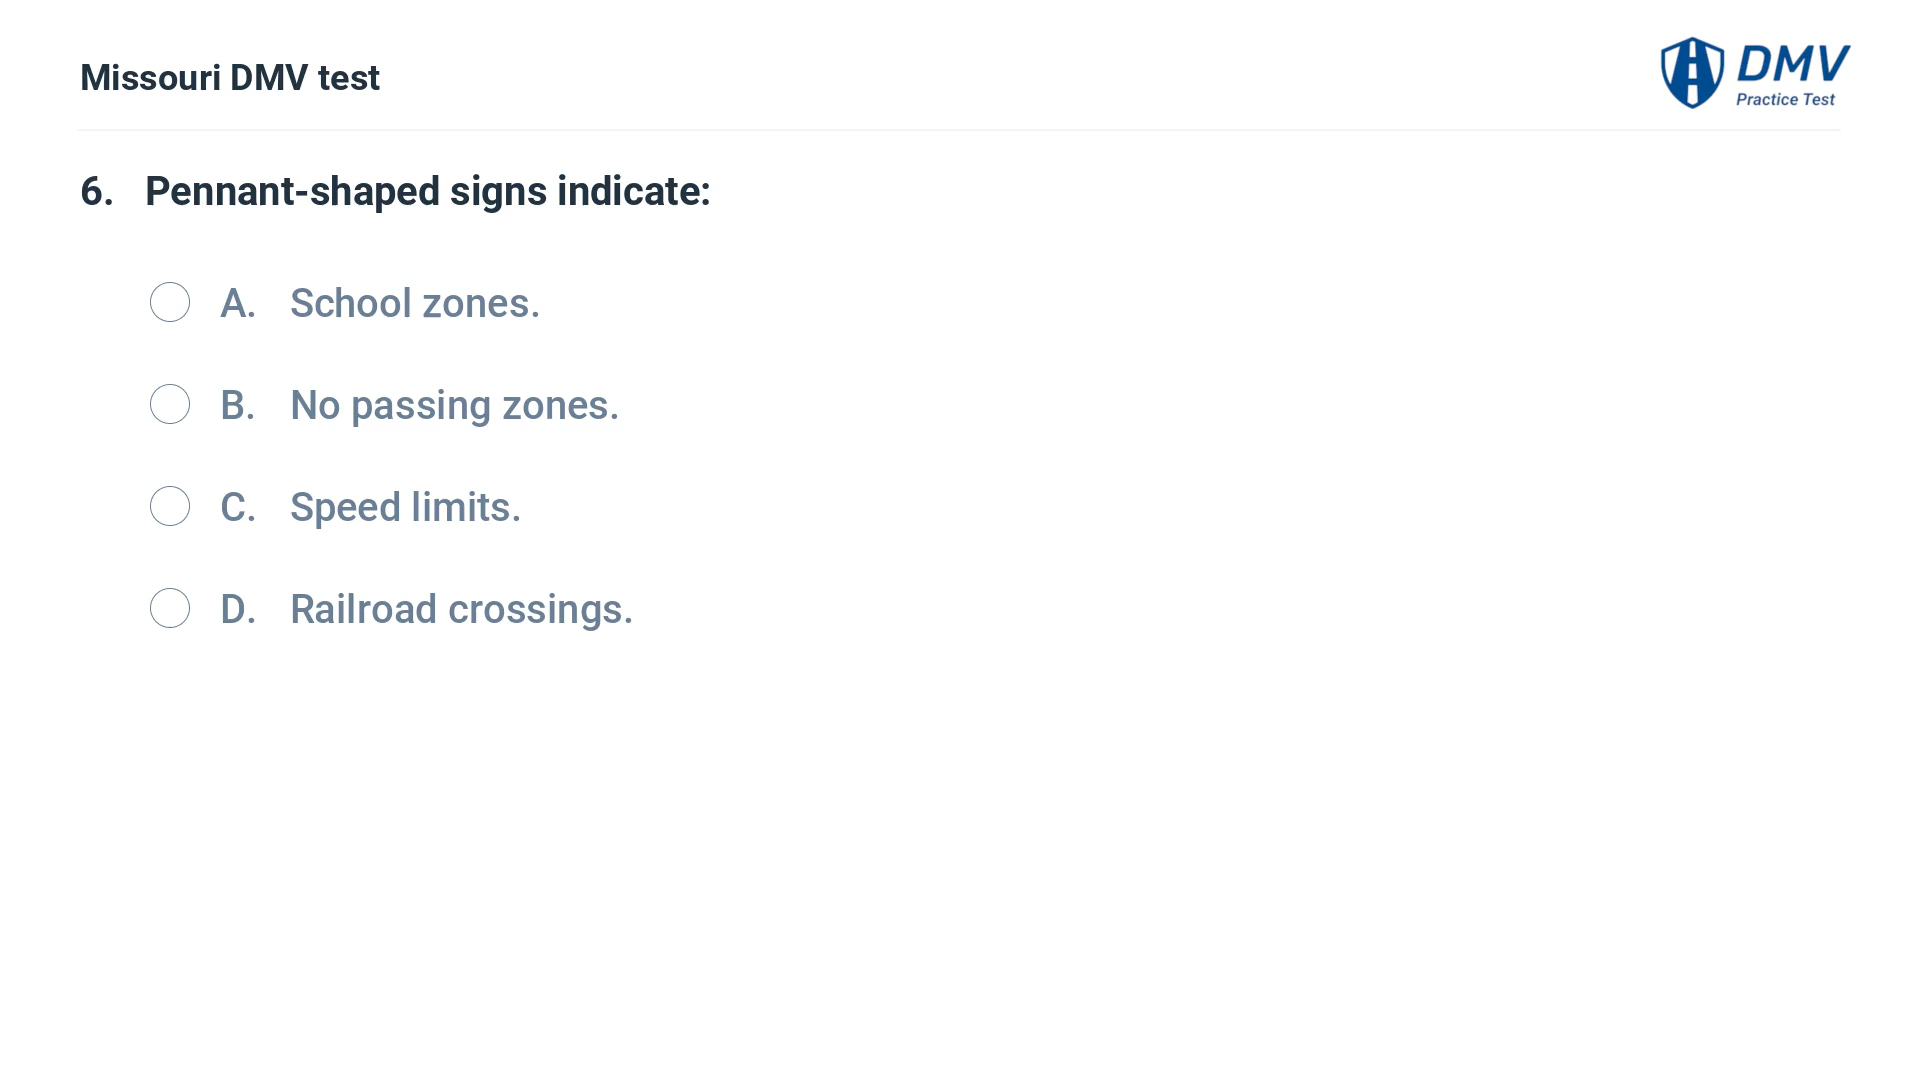 Missouri DMV test
DMV
Practice Test
6. Pennant-shaped signs indicate:
A. School zones.
B. No passing zones.
C. Speed limits.
D. Railroad crossings.